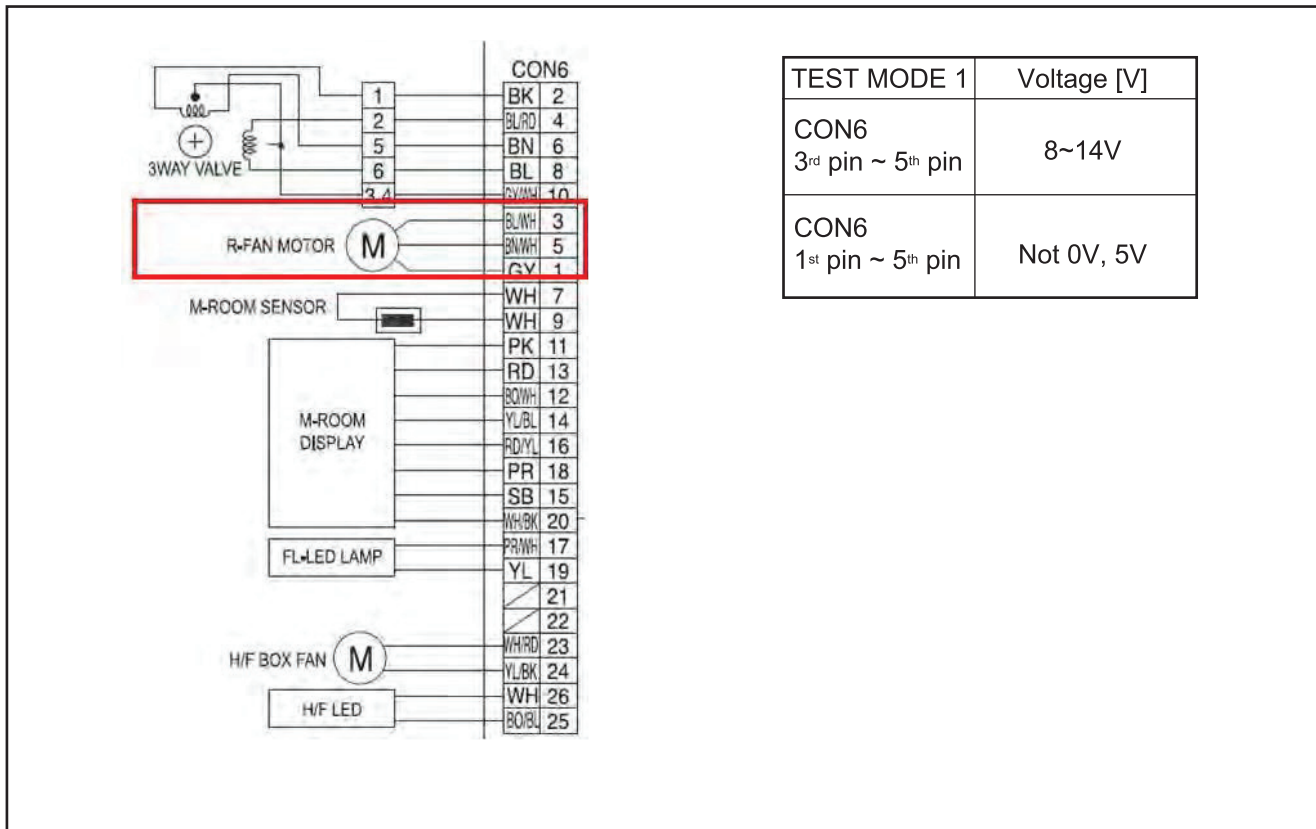 CON6
1 BK 2
2 BL/RD 4
5 BN 6
6 BL 8
3WAY VALVE
3,4 GY/WH 10
BL/WH 3
R-FAN MOTOR M BN/WH 5
GY 1
WH 7
M-ROOM SENSOR
WH 9
PK 11
RD 13
BO/WH 12
M-ROOM YL/BL 14
DISPLAY RD/YL 16
PR 18
SB 15
WH/BK 20
PR/WH 17
FL-LED LAMP
YL 19
21
22
WH/RD 23
H/F BOX FAN M
YL/BK 24
WH 26
H/F LED
BO/BL 25
TEST MODE 1 Voltage [V]
CON6
3rd pin ~ 5th pin 8~14V
CON6
1st pin ~ 5th pin Not 0V, 5V